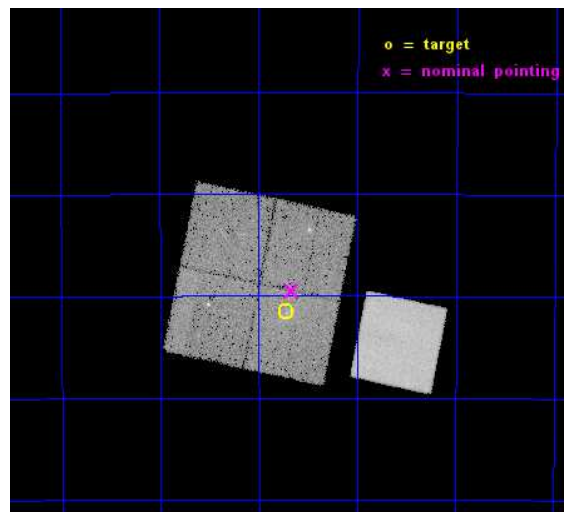 o = target
x = nominal pointing